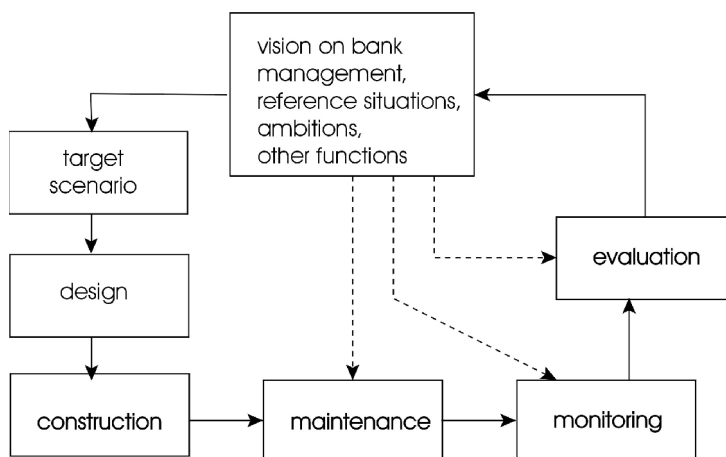 vision on bank
management,
reference situations,
ambitions,
other functions
target
scenario
design
construction
maintenance
monitoring
evaluation